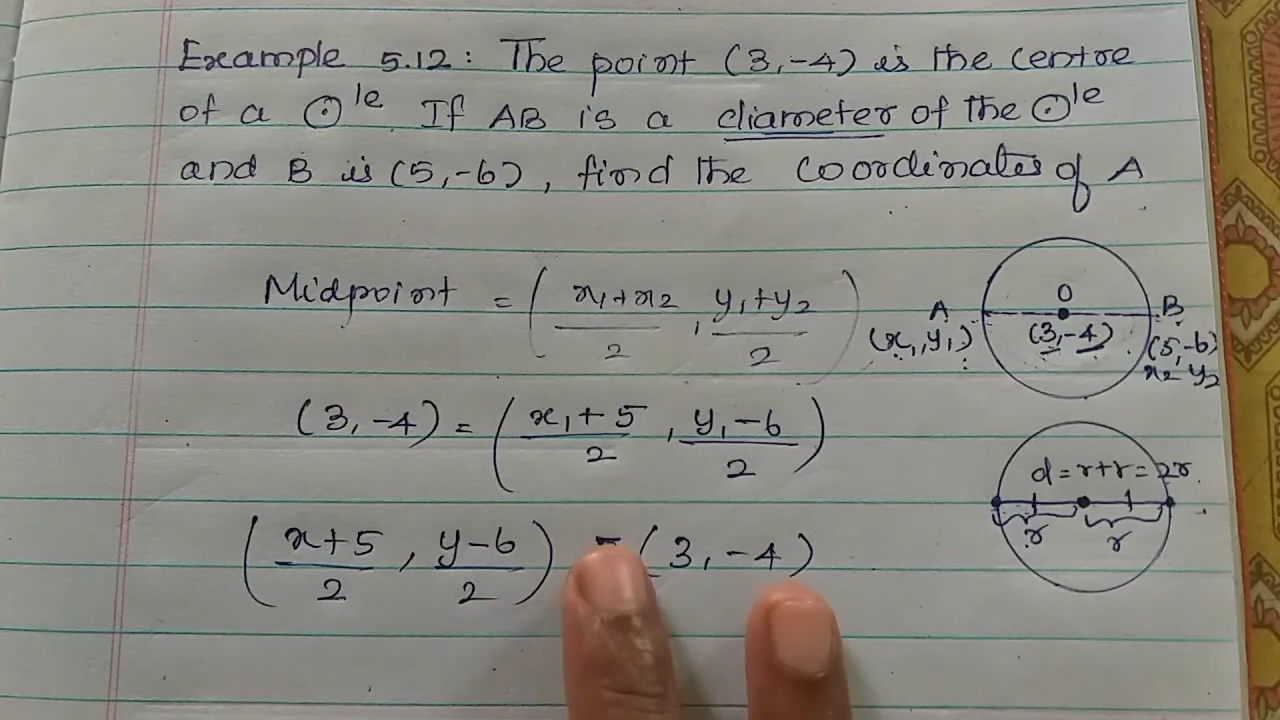 Example 5.12: The point (3,-4) is the centre
of a ⊙le If AB is a diameter of the ⊙le
and B is (5,-6), find the coordinates of A
Midpoint = (x₁+x₂/2, y₁+y₂/2)
A
(x₁,y₁)
O
(3,-4)
B
(5,-6)
x₂ y₂
(3,-4) = (x₁+5/2, y₁-6/2)
d=r+r=2r.
r
r
(x+5/2, y-6/2) = (3,-4)